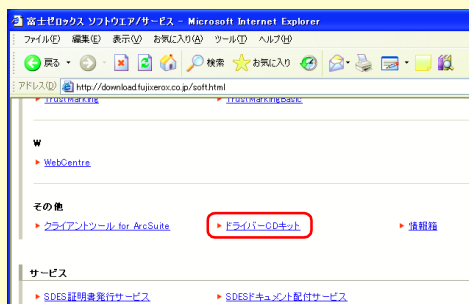 富士ゼロックス ソフトウエア/サービス - Microsoft Internet Explorer
ファイル(F) 編集(E) 表示(V) お気に入り(A) ツール(T) ヘルプ(H)
戻る 検索 お気に入り
アドレス(D) http://download.fujixerox.co.jp/soft.html
TrustMarking TrustMarkingBasic
W
WebCentre
その他
クライアントツール for ArcSuite ドライバーCDキット 情報箱
サービス
SDES証明書発行サービス SDESドキュメント配付サービス